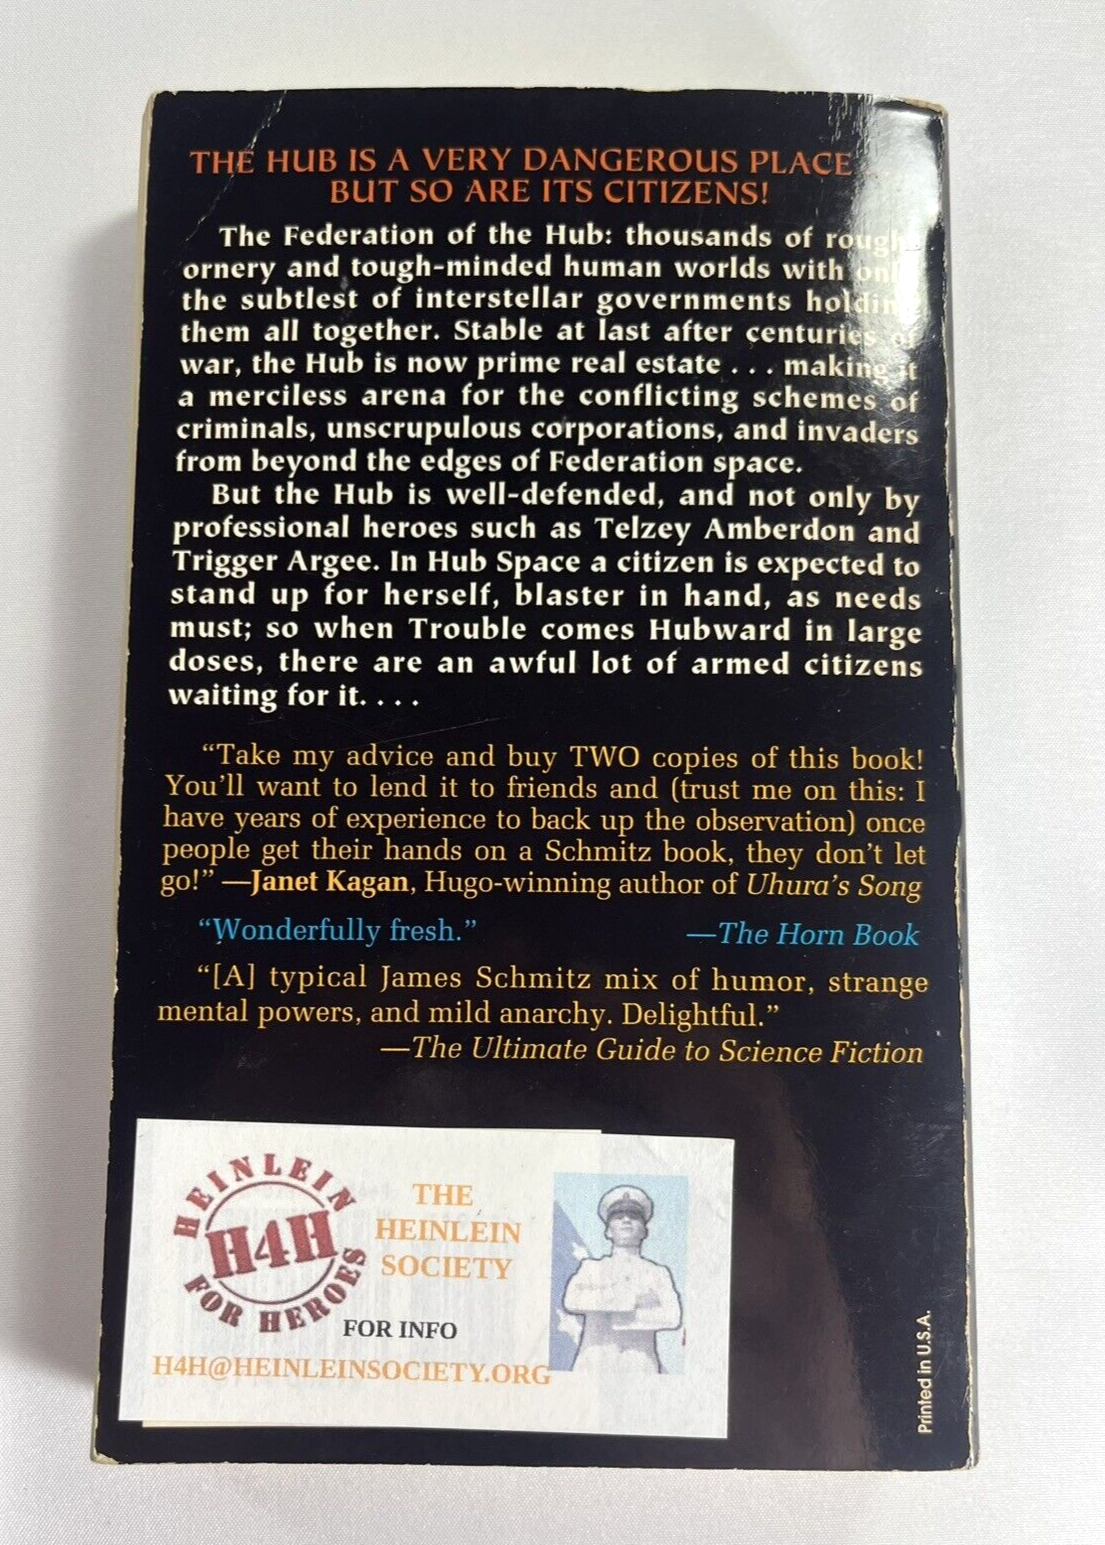 THE HUB IS A VERY DANGEROUS PLACE
BUT SO ARE ITS CITIZENS!
The Federation of the Hub: thousands of rough
ornery and tough-minded human worlds with only
the subtlest of interstellar governments holding
them all together. Stable at last after centuries of
war, the Hub is now prime real estate . . . making it
a merciless arena for the conflicting schemes of
criminals, unscrupulous corporations, and invaders
from beyond the edges of Federation space.
But the Hub is well-defended, and not only by
professional heroes such as Telzey Amberdon and
Trigger Argee. In Hub Space a citizen is expected to
stand up for herself, blaster in hand, as needs
must; so when Trouble comes Hubward in large
doses, there are an awful lot of armed citizens
waiting for it. . . .
“Take my advice and buy TWO copies of this book!
You’ll want to lend it to friends and (trust me on this: I
have years of experience to back up the observation) once
people get their hands on a Schmitz book, they don’t let
go!” —Janet Kagan, Hugo-winning author of Uhura’s Song
“Wonderfully fresh.” —The Horn Book
“[A] typical James Schmitz mix of humor, strange
mental powers, and mild anarchy. Delightful.”
—The Ultimate Guide to Science Fiction
HEINLEIN
H4H
FOR HEROES
THE
HEINLEIN
SOCIETY
FOR INFO
H4H@HEINLEINSOCIETY.ORG
Printed in U.S.A.